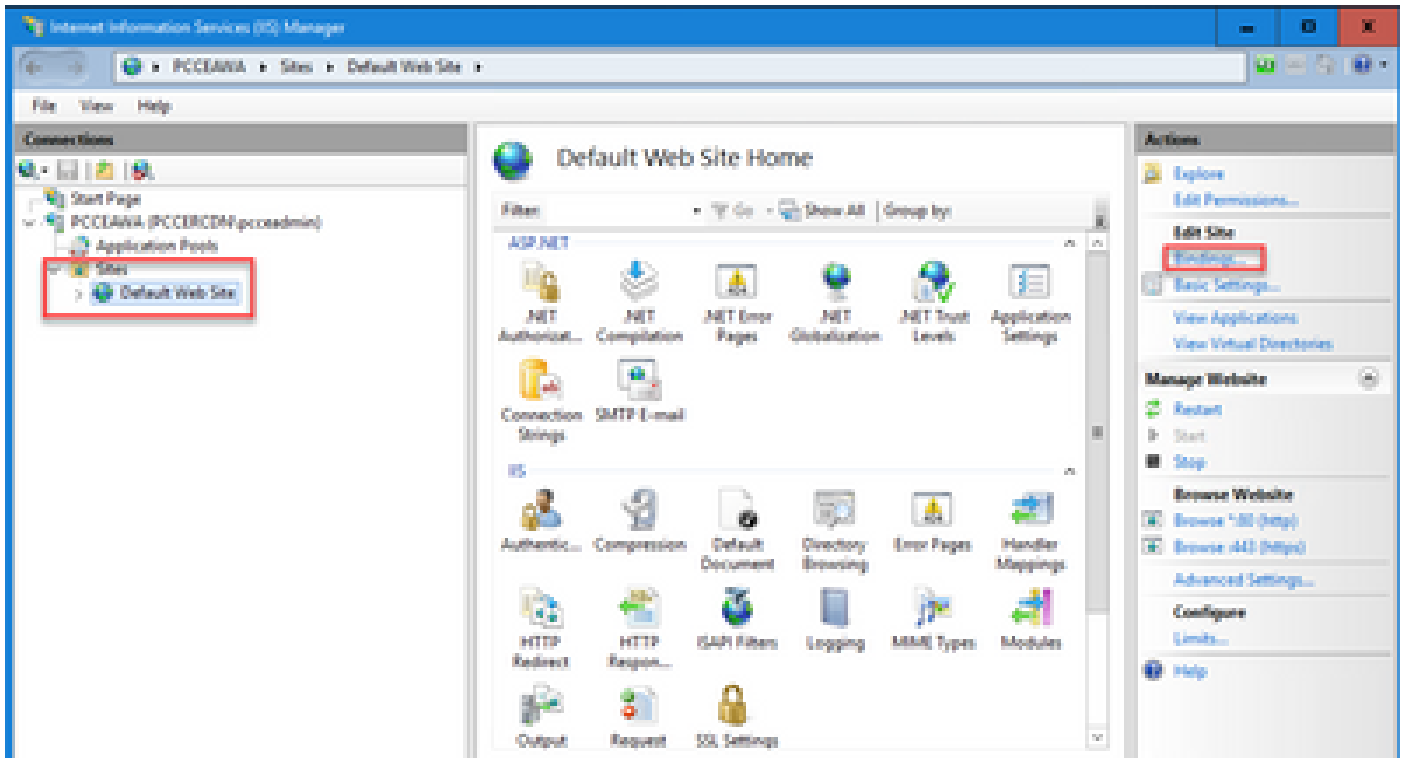 Internet Information Services (IIS) Manager
PCCEAWA Sites Default Web Site
File View Help
Connections
Start Page
PCCEAWA (PCCERCDN\pcceadmin)
Application Pools
Sites
Default Web Site
Default Web Site Home
Filter: Go Show All Group by:
ASP.NET
.NET Authorizat...
.NET Compilation
.NET Error Pages
.NET Globalization
.NET Trust Levels
Application Settings
Connection Strings
SMTP E-mail
IIS
Authentic...
Compression
Default Document
Directory Browsing
Error Pages
Handler Mappings
HTTP Redirect
HTTP Respon...
ISAPI Filters
Logging
MIME Types
Modules
Output
Request
SSL Settings
Actions
Explore
Edit Permissions...
Edit Site
Bindings...
Basic Settings...
View Applications
View Virtual Directories
Manage Website
Restart
Start
Stop
Browse Website
Browse *:80 (http)
Browse :443 (https)
Advanced Settings...
Configure
Limits...
Help